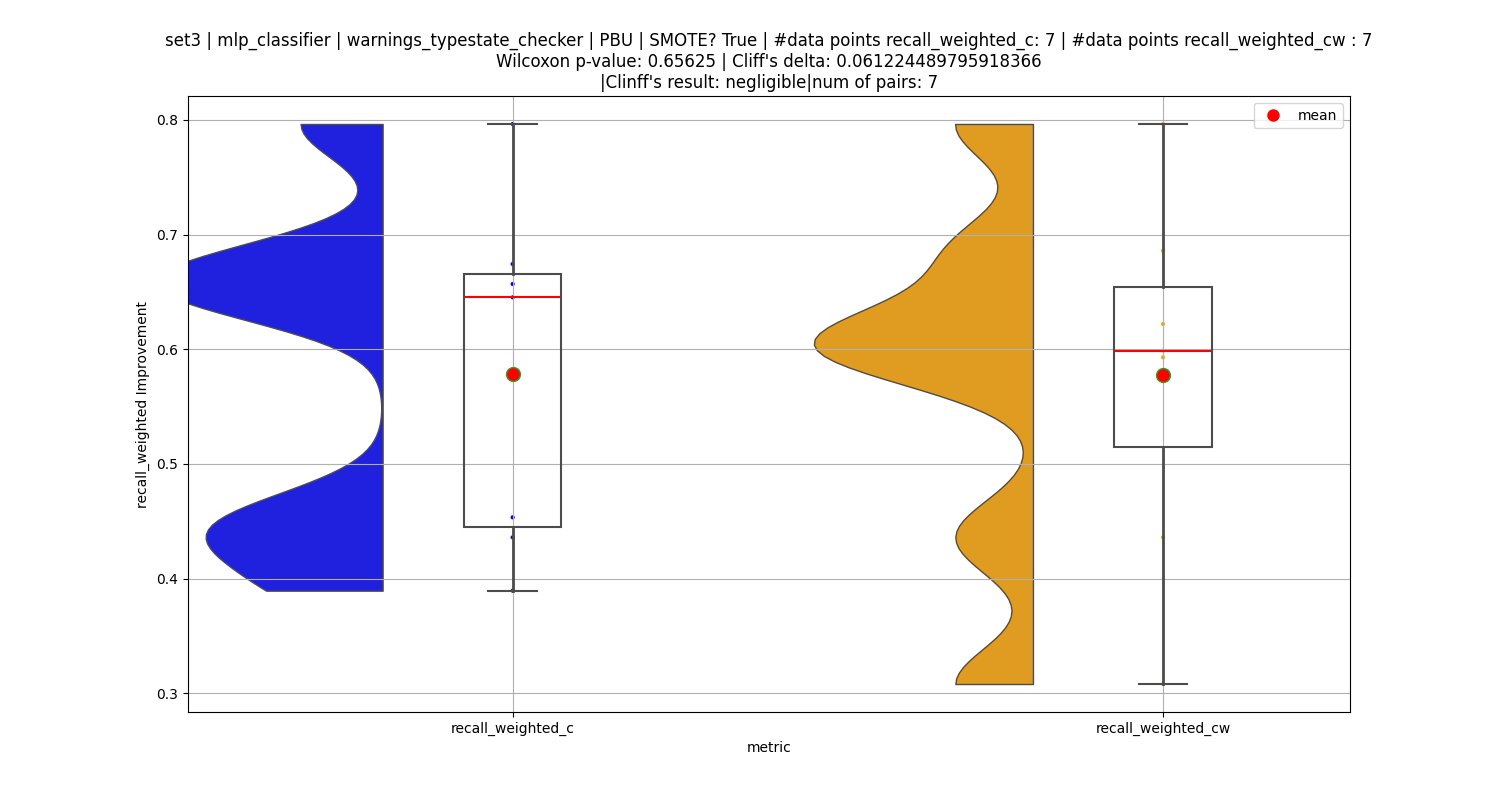 set3 | mlp_classifier | warnings_typestate_checker | PBU | SMOTE? True | #data points recall_weighted_c: 7 | #data points recall_weighted_cw : 7
Wilcoxon p-value: 0.65625 | Cliff's delta: 0.061224489795918366
|Clinff's result: negligible|num of pairs: 7
mean
0.8
0.7
0.6
0.5
0.4
0.3
recall_weighted Improvement
recall_weighted_c
recall_weighted_cw
metric